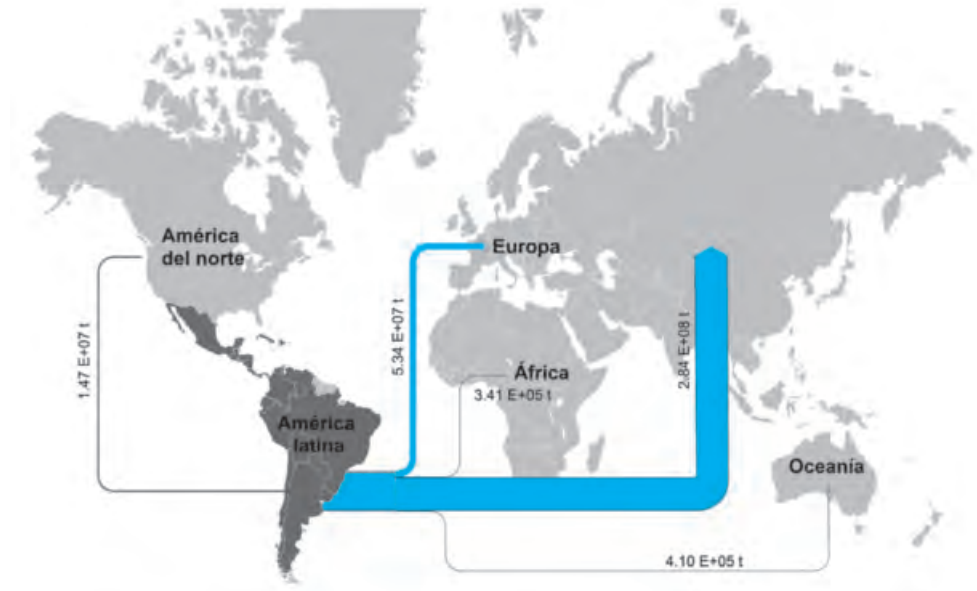 América
del norte
Europa
1.47 E+07 t
5.34 E+07 t
2.84 E+08 t
África
3.41 E+05 t
América
latina
Oceanía
4.10 E+05 t